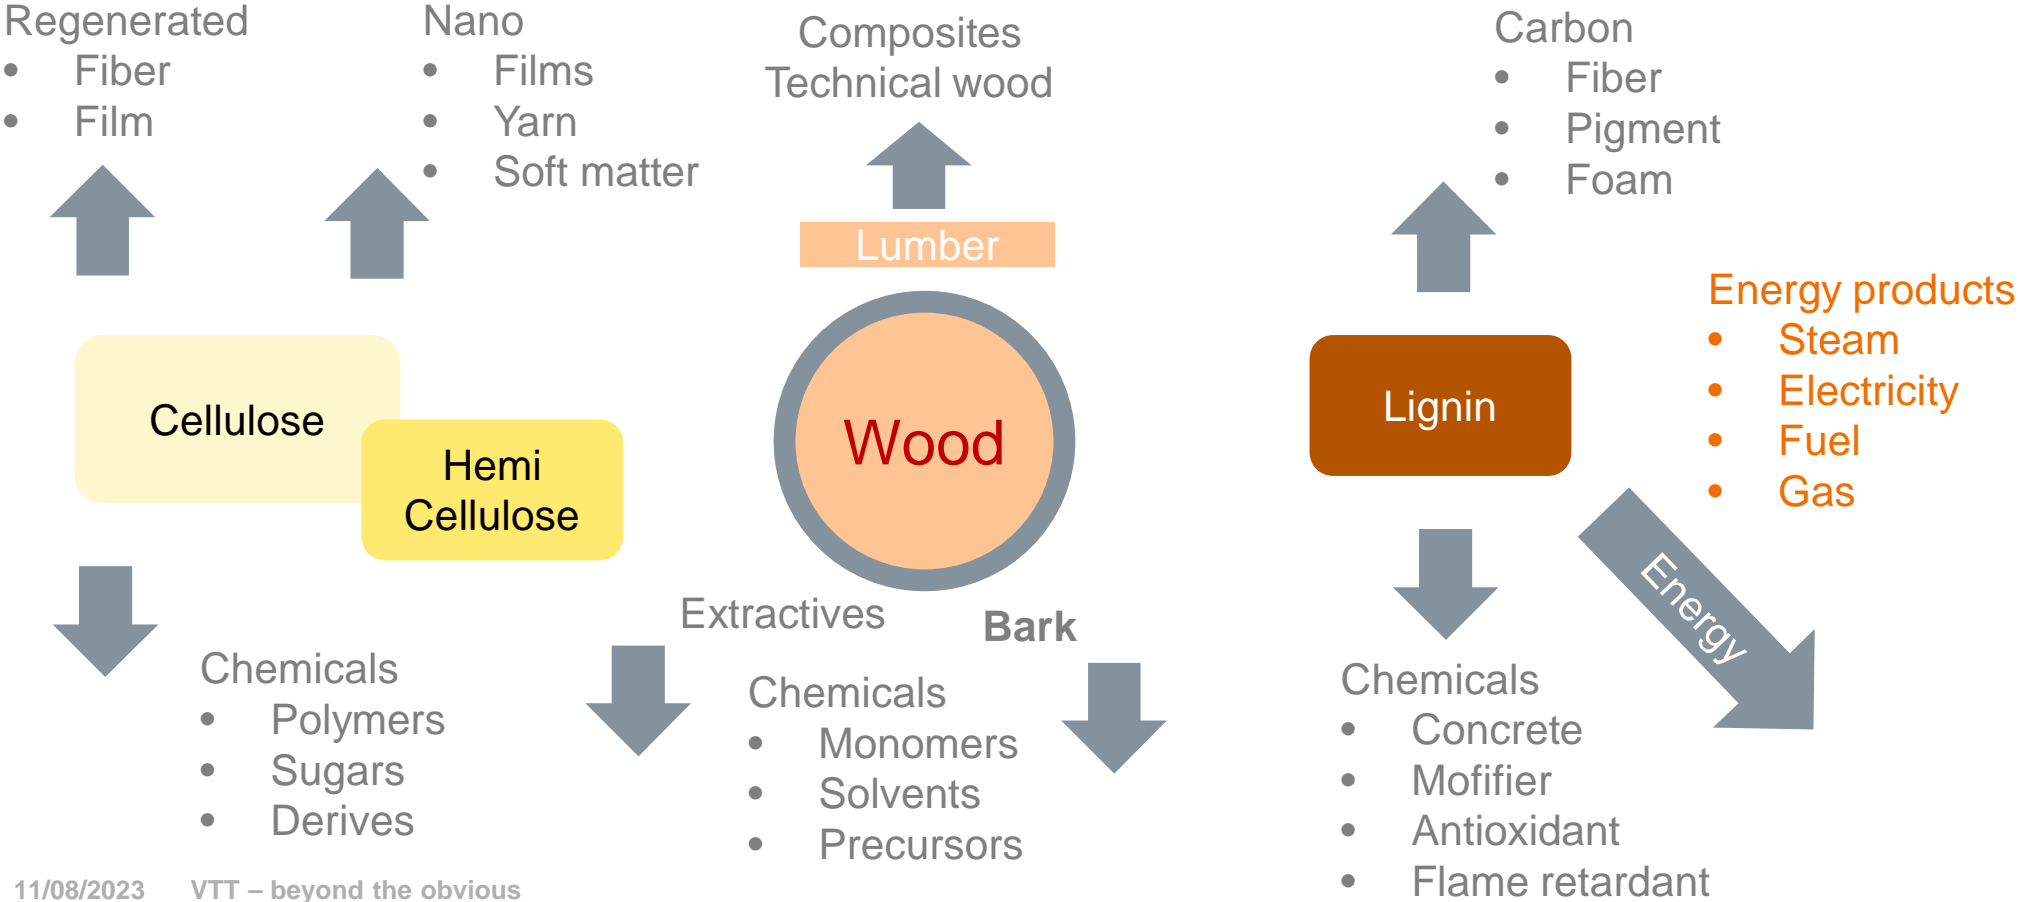 Regenerated
• Fiber
• Film
Nano
• Films
• Yarn
• Soft matter
Composites
Technical wood
Carbon
• Fiber
• Pigment
• Foam
Lumber
Energy products
• Steam
• Electricity
• Fuel
• Gas
Cellulose
Hemi
Cellulose
Wood
Lignin
Energy
Extractives
Bark
Chemicals
• Polymers
• Sugars
• Derives
Chemicals
• Monomers
• Solvents
• Precursors
Chemicals
• Concrete
• Mofifier
• Antioxidant
• Flame retardant
11/08/2023 VTT – beyond the obvious